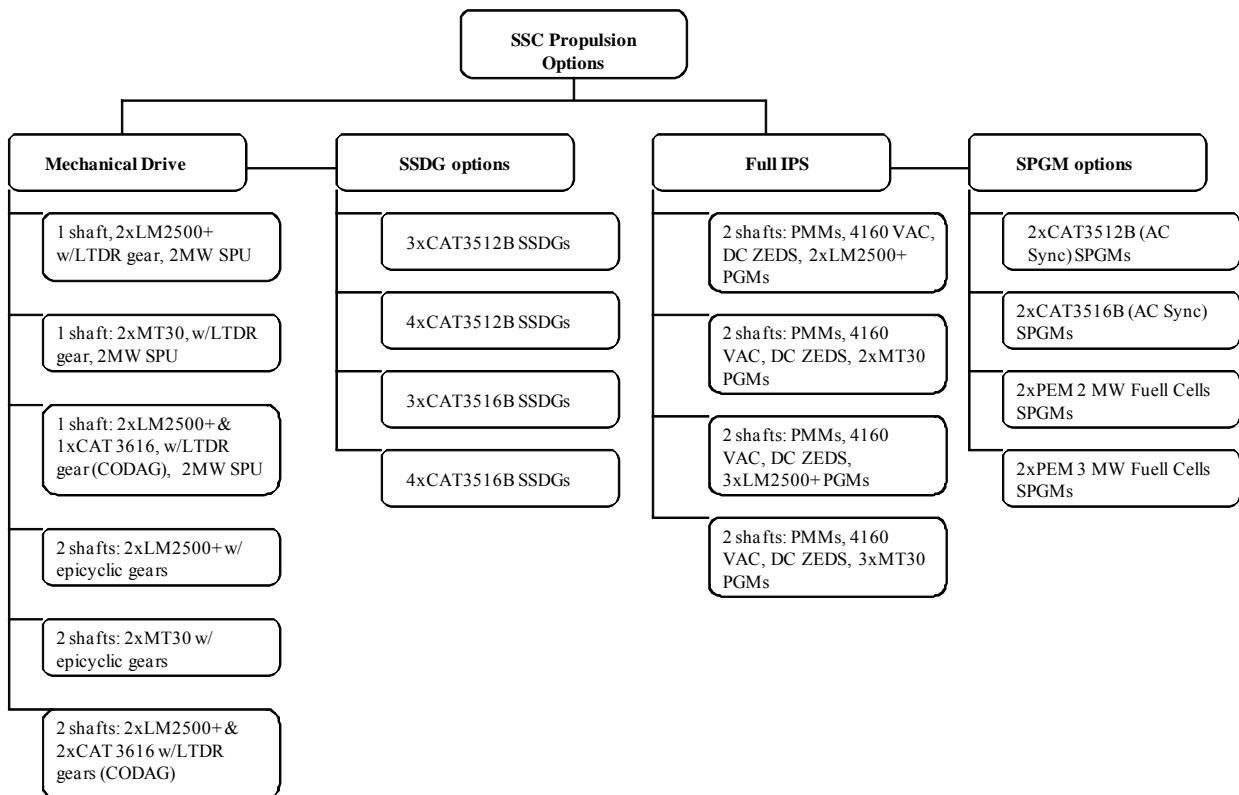 SSC Propulsion
Options
Mechanical Drive
1 shaft, 2xLM2500+
w/LTDR gear, 2MW SPU
1 shaft: 2xMT30, w/LTDR
gear, 2MW SPU
1 shaft: 2xLM2500+ &
1xCAT 3616, w/LTDR
gear (CODAG), 2MW SPU
2 shafts: 2xLM2500+ w/
epicyclic gears
2 shafts: 2xMT30 w/
epicyclic gears
2 shafts: 2xLM2500+ &
2xCAT 3616 w/LTDR
gears (CODAG)
SSDG options
3xCAT3512B SSDGs
4xCAT3512B SSDGs
3xCAT3516B SSDGs
4xCAT3516B SSDGs
Full IPS
2 shafts: PMMs, 4160 VAC,
DC ZEDS, 2xLM2500+
PGMs
2 shafts: PMMs, 4160
VAC, DC ZEDS, 2xMT30
PGMs
2 shafts: PMMs, 4160
VAC, DC ZEDS,
3xLM2500+ PGMs
2 shafts: PMMs, 4160
VAC, DC ZEDS, 3xMT30
PGMs
SPGM options
2xCAT3512B (AC
Sync) SPGMs
2xCAT3516B (AC Sync)
SPGMs
2xPEM 2 MW Fuell Cells
SPGMs
2xPEM 3 MW Fuell Cells
SPGMs